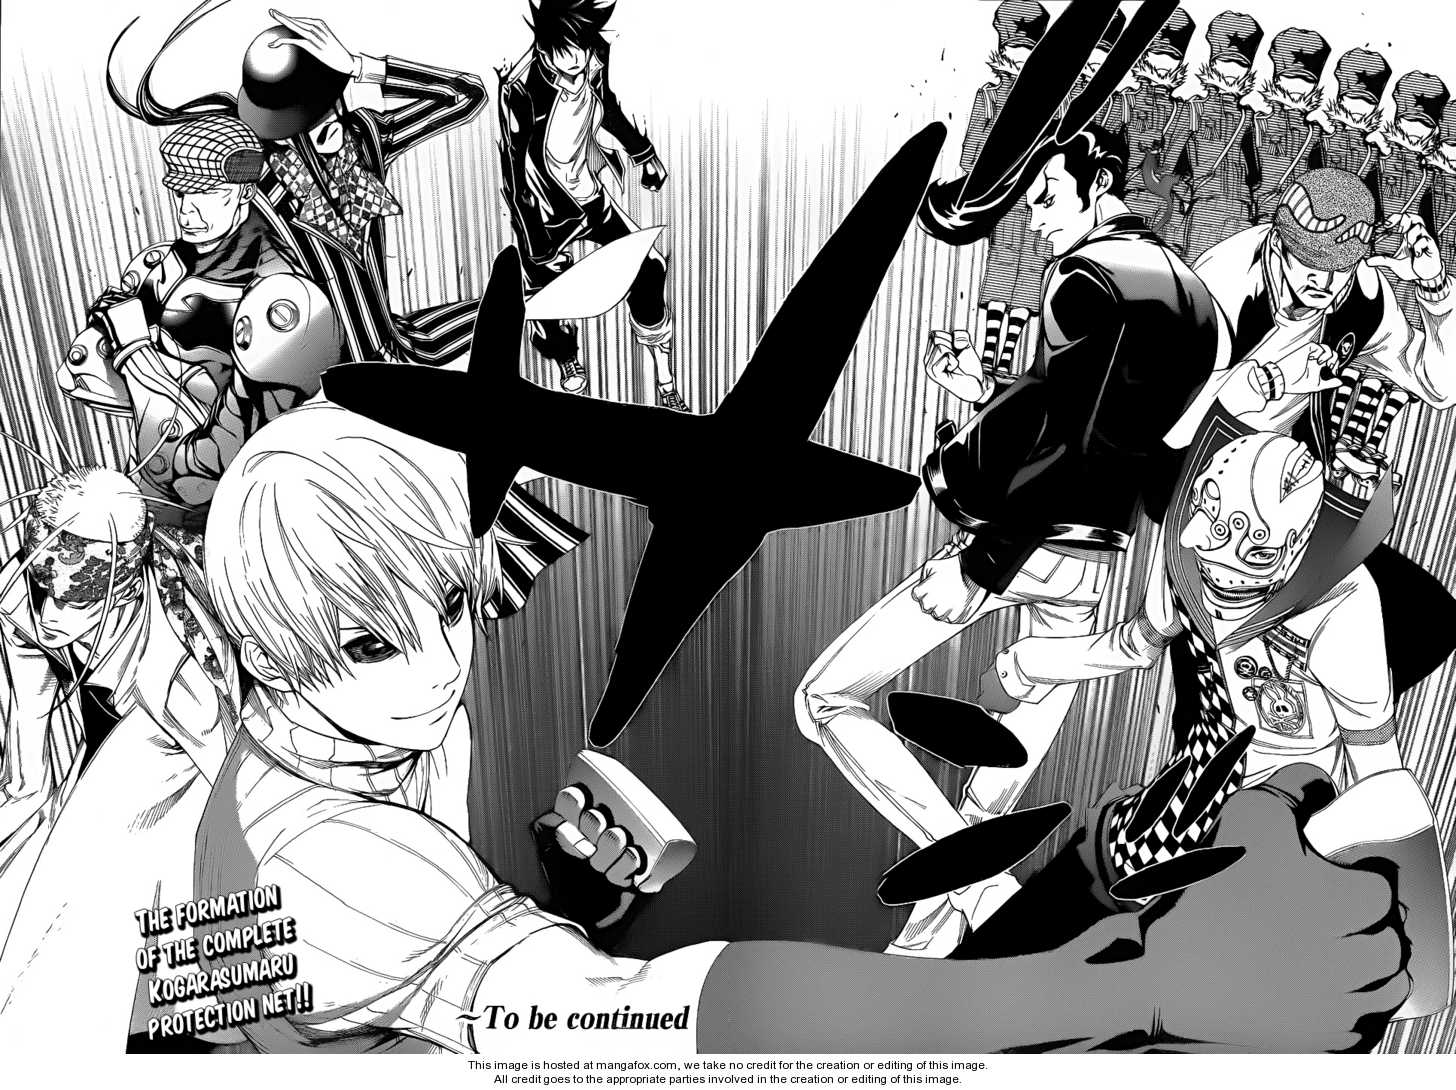 THE FORMATION
OF THE COMPLETE
KOGARASUMARU
PROTECTION NET!!
~To be continued
This image is hosted at mangafox.com, we take no credit for the creation or editing of this image.
All credit goes to the appropriate parties involved in the creation or editing of this image.